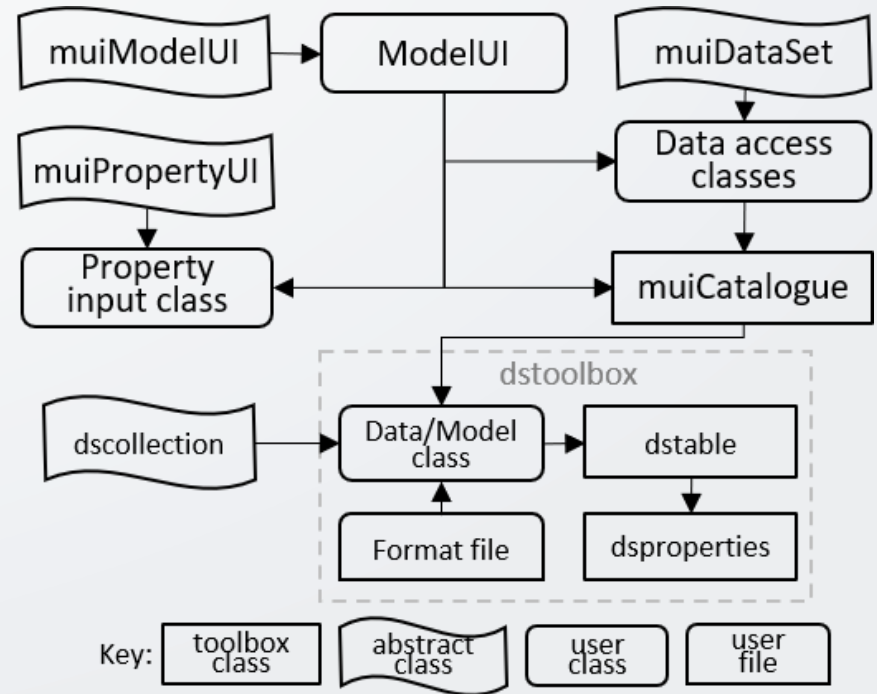 muiModelUI
ModelUI
muiDataSet
muiPropertyUI
Data access
classes
Property
input class
muiCatalogue
dstoolbox
dscollection
Data/Model
class
dstable
Format file
dsproperties
Key:
toolbox
class
abstract
class
user
class
user
file